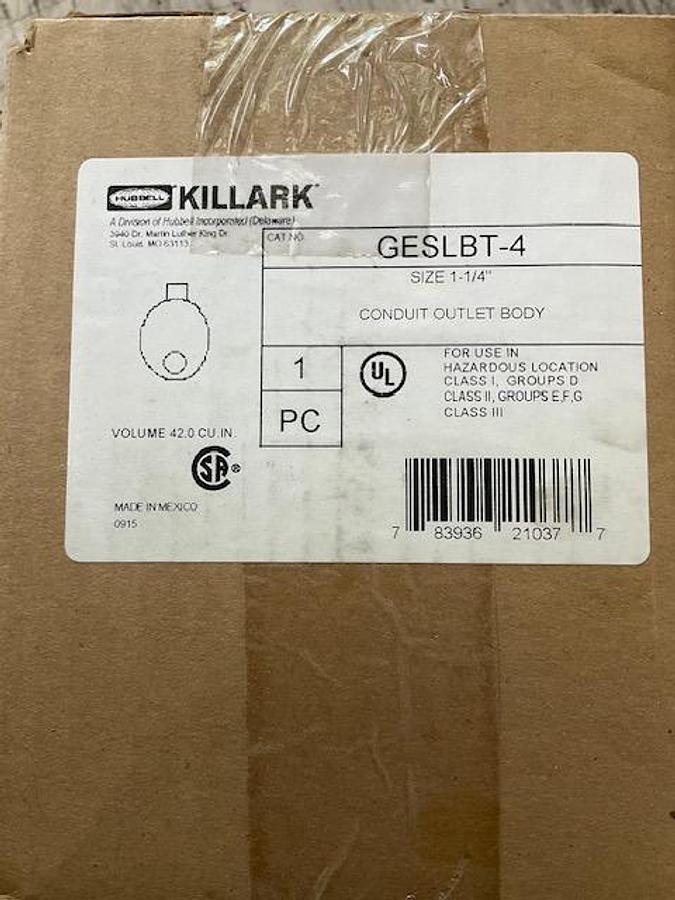 HUBBELL KILLARK
A Division of Hubbell Incorporated (Delaware)
3940 Dr. Martin Luther King Dr.
St. Louis, MO 63113
CAT NO.
GESLBT-4
SIZE 1-1/4"
CONDUIT OUTLET BODY
1
PC
UL
FOR USE IN
HAZARDOUS LOCATION
CLASS I, GROUPS D
CLASS II, GROUPS E,F,G
CLASS III
VOLUME 42.0 CU.IN.
SA®
MADE IN MEXICO
0915
7 83936 21037 7